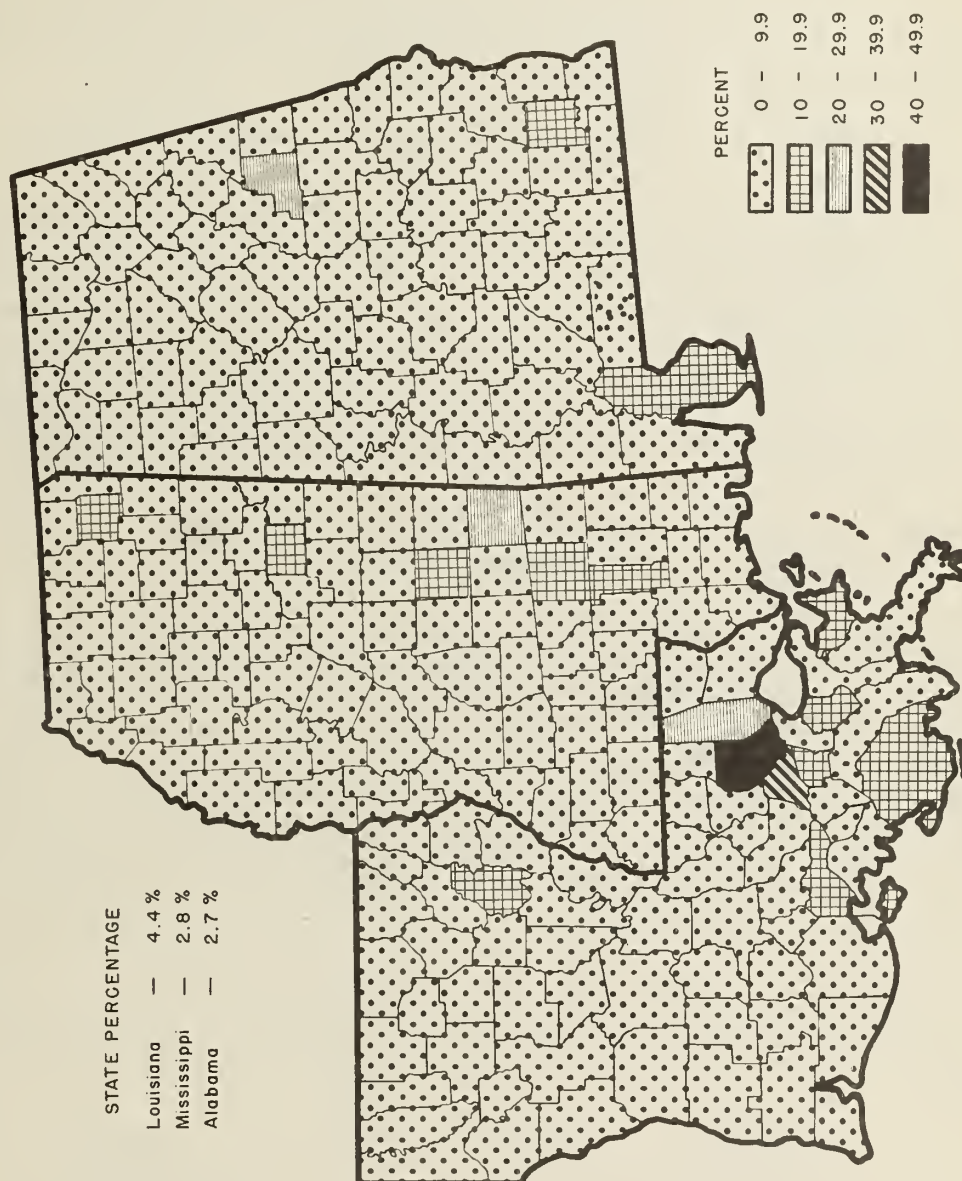 STATE PERCENTAGE
Louisiana — 4.4 %
Mississippi — 2.8 %
Alabama — 2.7 %
PERCENT
0 - 9.9
10 - 19.9
20 - 29.9
30 - 39.9
40 - 49.9